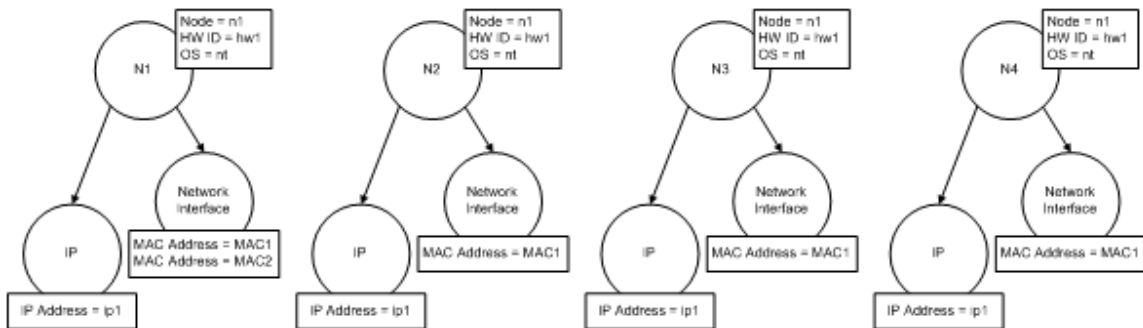 Node = n1
HW ID = hw1
OS = nt
N1
Network
Interface
MAC Address = MAC1
MAC Address = MAC2
IP
IP Address = ip1
Node = n1
HW ID = hw1
OS = nt
N2
Network
Interface
MAC Address = MAC1
IP
IP Address = ip1
Node = n1
HW ID = hw1
OS = nt
N3
Network
Interface
MAC Address = MAC1
IP
IP Address = ip1
Node = n1
HW ID = hw1
OS = nt
N4
Network
Interface
MAC Address = MAC1
IP
IP Address = ip1